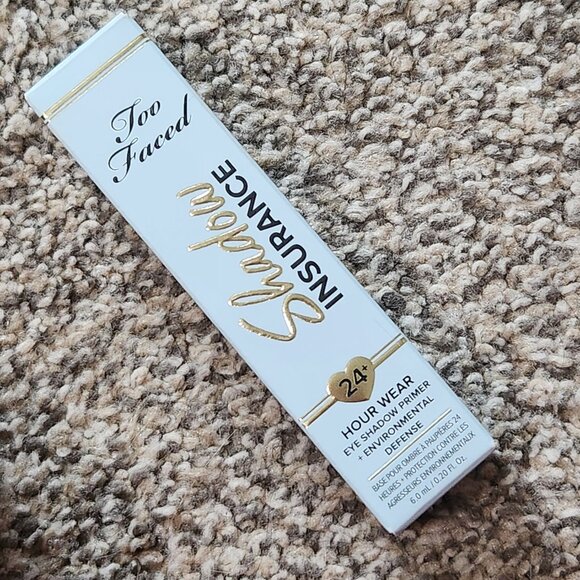 Too
Faced
Shadow
INSURANCE
24+
HOUR WEAR
EYE SHADOW PRIMER
+ ENVIRONMENTAL
DEFENSE
BASE POUR OMBRE À PAUPIÈRES 24
HEURES + PROTECTION CONTRE LES
AGRESSEURS ENVIRONNEMENTAUX
6.0 mL / 0.20 Fl. Oz.